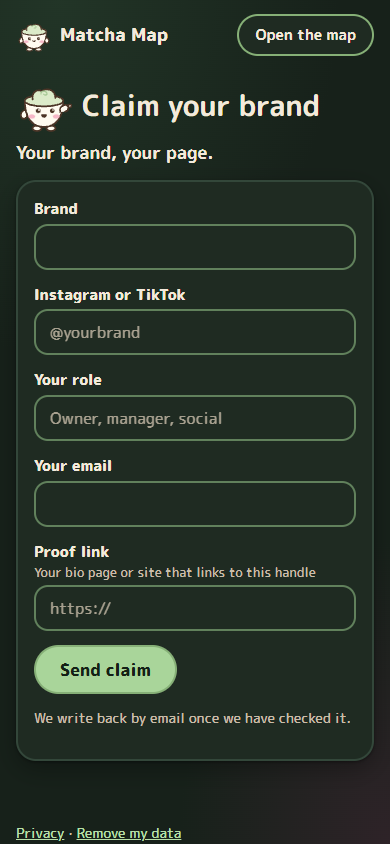 Matcha Map
Open the map
Claim your brand
Your brand, your page.
Brand
Instagram or TikTok
@yourbrand
Your role
Owner, manager, social
Your email
Proof link
Your bio page or site that links to this handle
https://
Send claim
We write back by email once we have checked it.
Privacy · Remove my data